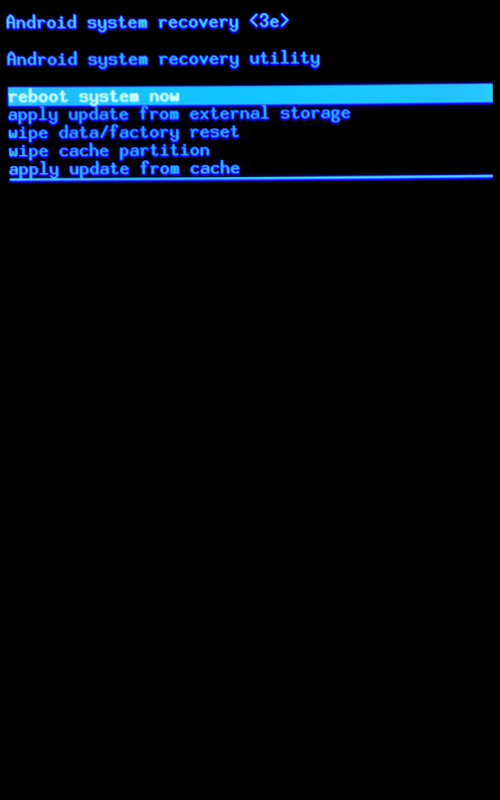 Android system recovery <3e>
Android system recovery utility
reboot system now
apply update from external storage
wipe data/factory reset
wipe cache partition
apply update from cache